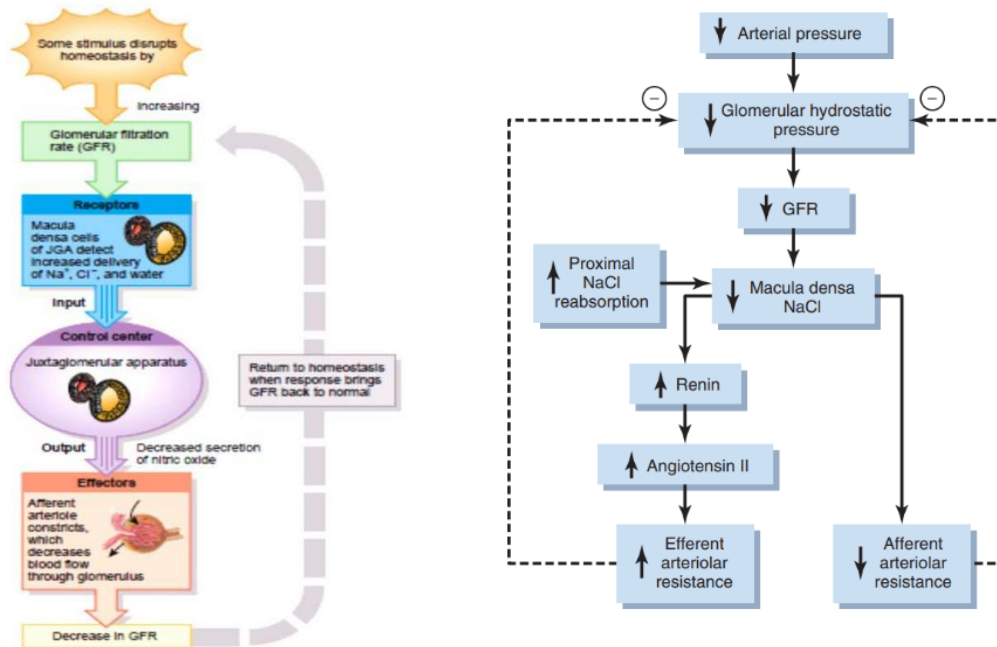 Some stimulus disrupts
homeostasis by
Increasing
Glomerular filtration
rate (GFR)
Receptors
Macula
densa cells
of JGA detect
increased delivery
of Na+, Cl−, and water
Input
Control center
Juxtaglomerular apparatus
Output
Decreased secretion
of nitric oxide
Effectors
Afferent
arteriole
constricts,
which
decreases
blood flow
through glomerulus
Decrease in GFR
Return to homeostasis
when response brings
GFR back to normal
↓ Arterial pressure
− −
↓ Glomerular hydrostatic
pressure
↓ GFR
↑ Proximal
NaCl
reabsorption
↓ Macula densa
NaCl
↑ Renin
↑ Angiotensin II
↑ Efferent
arteriolar
resistance
↓ Afferent
arteriolar
resistance